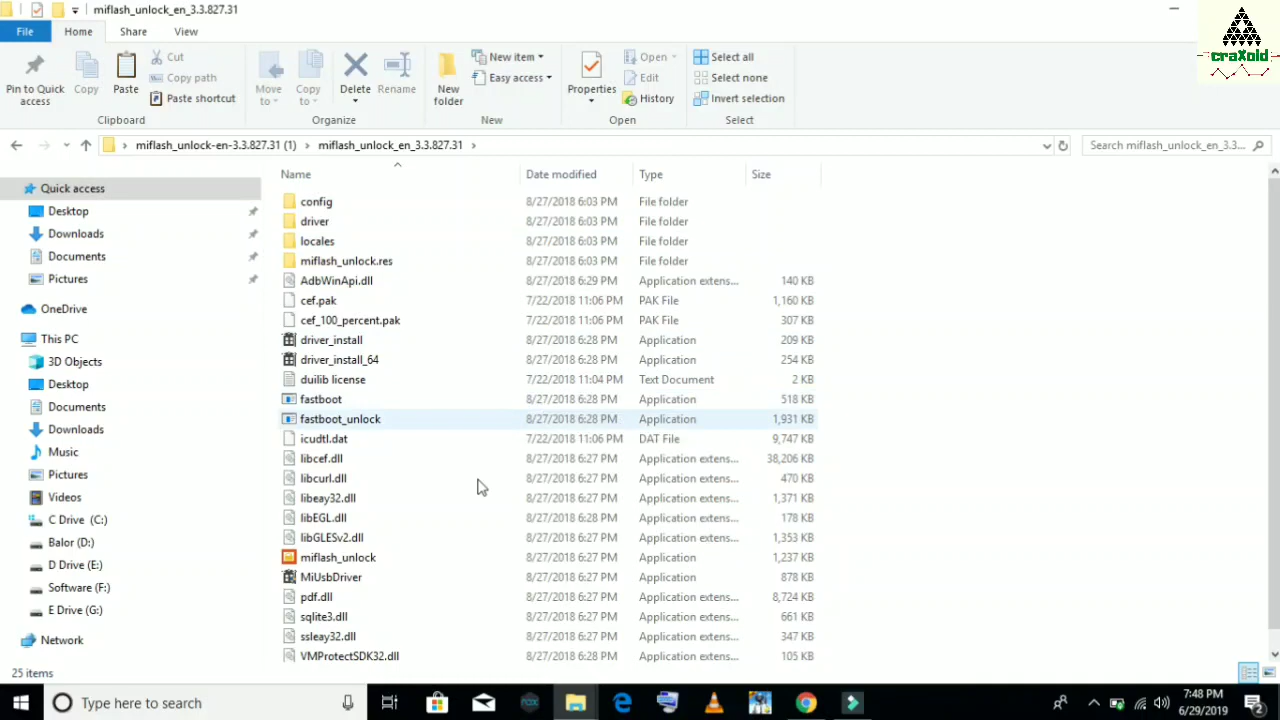 miflash_unlock_en_3.3.827.31
craXoid
File Home Share View
Pin to Quick access
Copy
Paste
Cut
Copy path
Paste shortcut
Clipboard
Move to
Copy to
Delete
Rename
Organize
New folder
New item
Easy access
New
Properties
Open
Edit
History
Open
Select all
Select none
Invert selection
Select
miflash_unlock-en-3.3.827.31 (1) miflash_unlock_en_3.3.827.31
Search miflash_unlock_en_3.3...
Quick access
Desktop
Downloads
Documents
Pictures
OneDrive
This PC
3D Objects
Desktop
Documents
Downloads
Music
Pictures
Videos
C Drive (C:)
Balor (D:)
D Drive (E:)
Software (F:)
E Drive (G:)
Network
Name Date modified Type Size
config 8/27/2018 6:03 PM File folder
driver 8/27/2018 6:03 PM File folder
locales 8/27/2018 6:03 PM File folder
miflash_unlock.res 8/27/2018 6:03 PM File folder
AdbWinApi.dll 8/27/2018 6:29 PM Application extens... 140 KB
cef.pak 7/22/2018 11:06 PM PAK File 1,160 KB
cef_100_percent.pak 7/22/2018 11:06 PM PAK File 307 KB
driver_install 8/27/2018 6:28 PM Application 209 KB
driver_install_64 8/27/2018 6:28 PM Application 254 KB
duilib license 7/22/2018 11:04 PM Text Document 2 KB
fastboot 8/27/2018 6:28 PM Application 518 KB
fastboot_unlock 8/27/2018 6:28 PM Application 1,931 KB
icudtl.dat 7/22/2018 11:06 PM DAT File 9,747 KB
libcef.dll 8/27/2018 6:27 PM Application extens... 38,206 KB
libcurl.dll 8/27/2018 6:27 PM Application extens... 470 KB
libeay32.dll 8/27/2018 6:27 PM Application extens... 1,371 KB
libEGL.dll 8/27/2018 6:28 PM Application extens... 178 KB
libGLESv2.dll 8/27/2018 6:27 PM Application extens... 1,353 KB
miflash_unlock 8/27/2018 6:27 PM Application 1,237 KB
MiUsbDriver 8/27/2018 6:27 PM Application 878 KB
pdf.dll 8/27/2018 6:27 PM Application extens... 8,724 KB
sqlite3.dll 8/27/2018 6:27 PM Application extens... 661 KB
ssleay32.dll 8/27/2018 6:27 PM Application extens... 347 KB
VMProtectSDK32.dll 8/27/2018 6:28 PM Application extens... 105 KB
25 items
Type here to search
nox
7:48 PM
6/29/2019
2